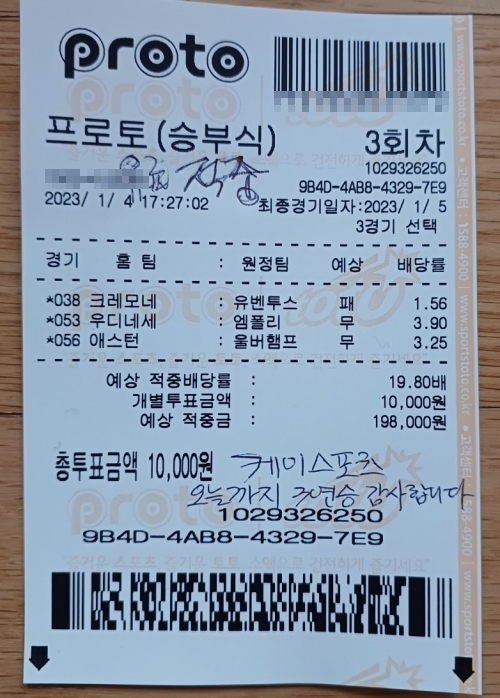 proto
프로토(승부식) 3회차
1029326250
적중
9B4D-4AB8-4329-7E9
2023/ 1/ 4 17:27:02 최종경기일자:2023/ 1/ 5
3경기 선택
경기 홈팀 : 원정팀 예상 배당률
*038 크레모네 : 유벤투스 패 1.56
*053 우디네세 : 엠폴리 무 3.90
*056 애스턴 : 울버햄프 무 3.25
예상 적중배당률 : 19.80배
개별투표금액 : 10,000원
예상 적중금 : 198,000원
총투표금액 10,000원 케이스포츠
오늘까지 3연승 감사합니다
1029326250
9B4D-4AB8-4329-7E9